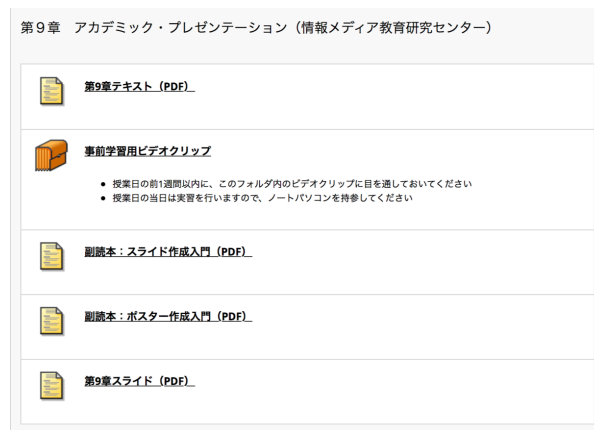 第９章　アカデミック・プレゼンテーション（情報メディア教育研究センター）
第9章テキスト（PDF）
事前学習用ビデオクリップ
● 授業日の前1週間以内に、このフォルダ内のビデオクリップに目を通しておいてください
● 授業日の当日は実習を行いますので、ノートパソコンを持参してください
副読本：スライド作成入門（PDF）
副読本：ポスター作成入門（PDF）
第9章スライド（PDF）